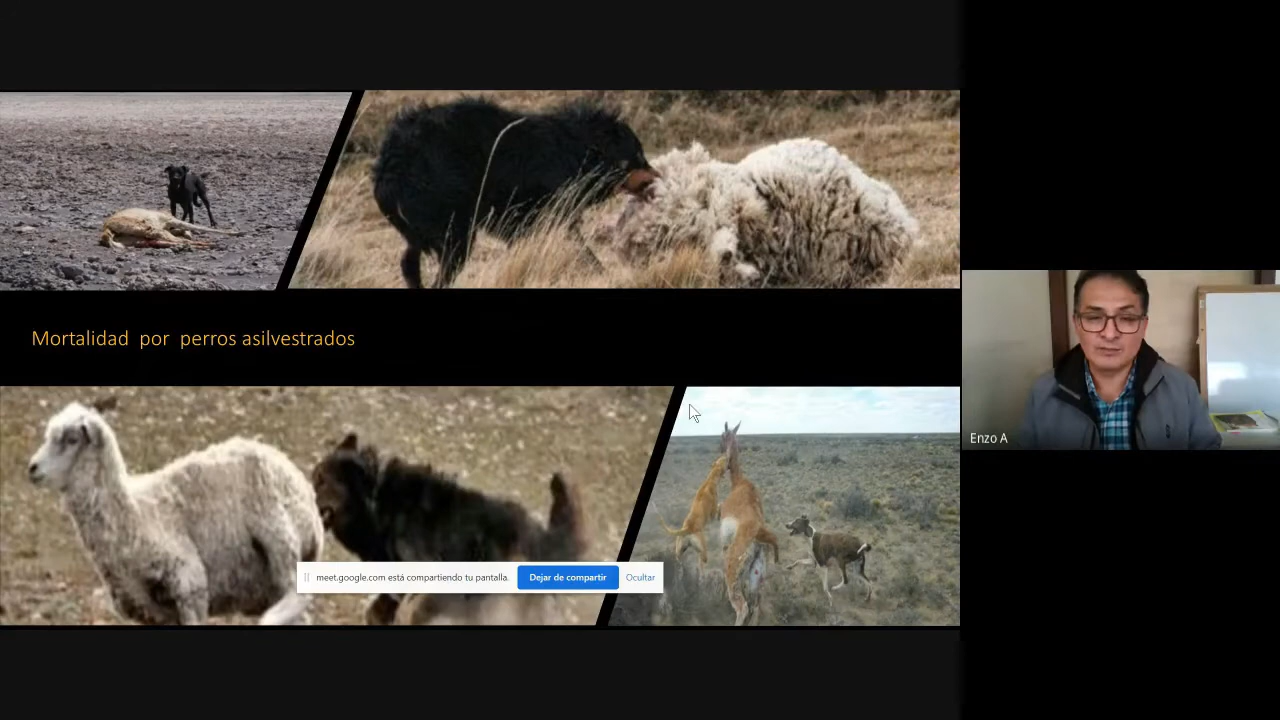 Mortalidad por perros asilvestrados
Enzo A
meet.google.com está compartiendo tu pantalla.
Dejar de compartir
Ocultar